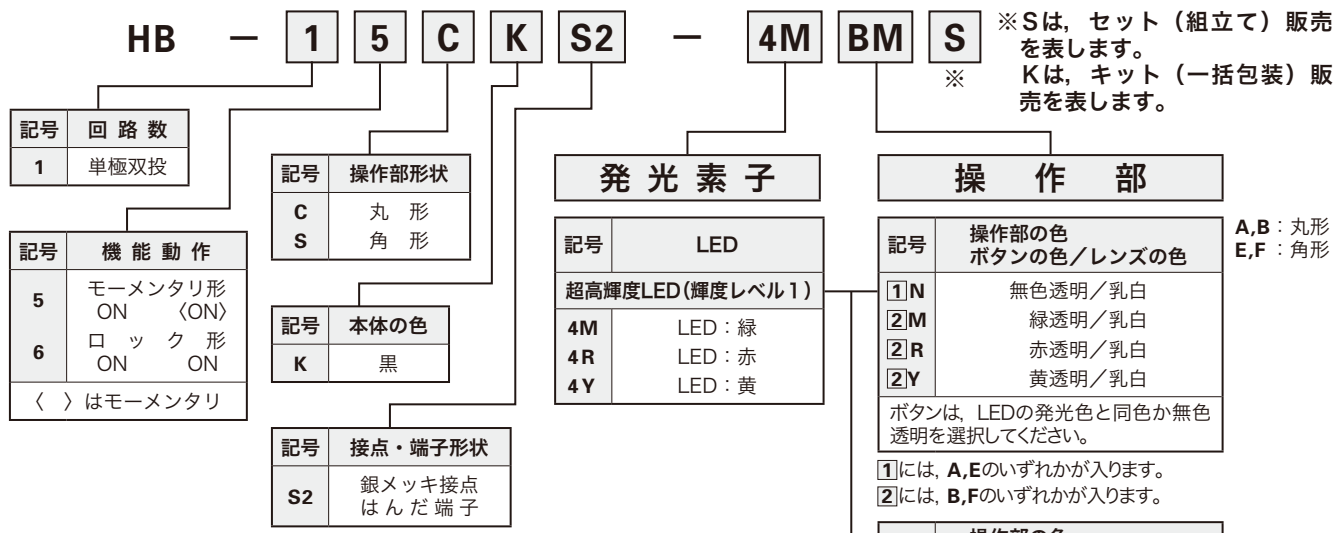 HB － 1 5 C K S2 － 4M BM S
※
※Sは，セット（組立て）販売
を表します。
Kは，キット（一括包装）販
売を表します。
記号 回路数
1 単極双投
記号 機能動作
5 モーメンタリ形
ON 〈ON〉
6 ロック形
ON ON
〈　〉はモーメンタリ
記号 操作部形状
C 丸　形
S 角　形
記号 本体の色
K 黒
記号 接点・端子形状
S2 銀メッキ接点
はんだ端子
発光素子
記号 LED
超高輝度LED（輝度レベル1）
4M LED：緑
4R LED：赤
4Y LED：黄
操作部
記号 操作部の色
ボタンの色／レンズの色
1N 無色透明／乳白
2M 緑透明／乳白
2R 赤透明／乳白
2Y 黄透明／乳白
ボタンは，LEDの発光色と同色か無色
透明を選択してください。
1には，A,Eのいずれかが入ります。
2には，B,Fのいずれかが入ります。
A,B：丸形
E,F：角形